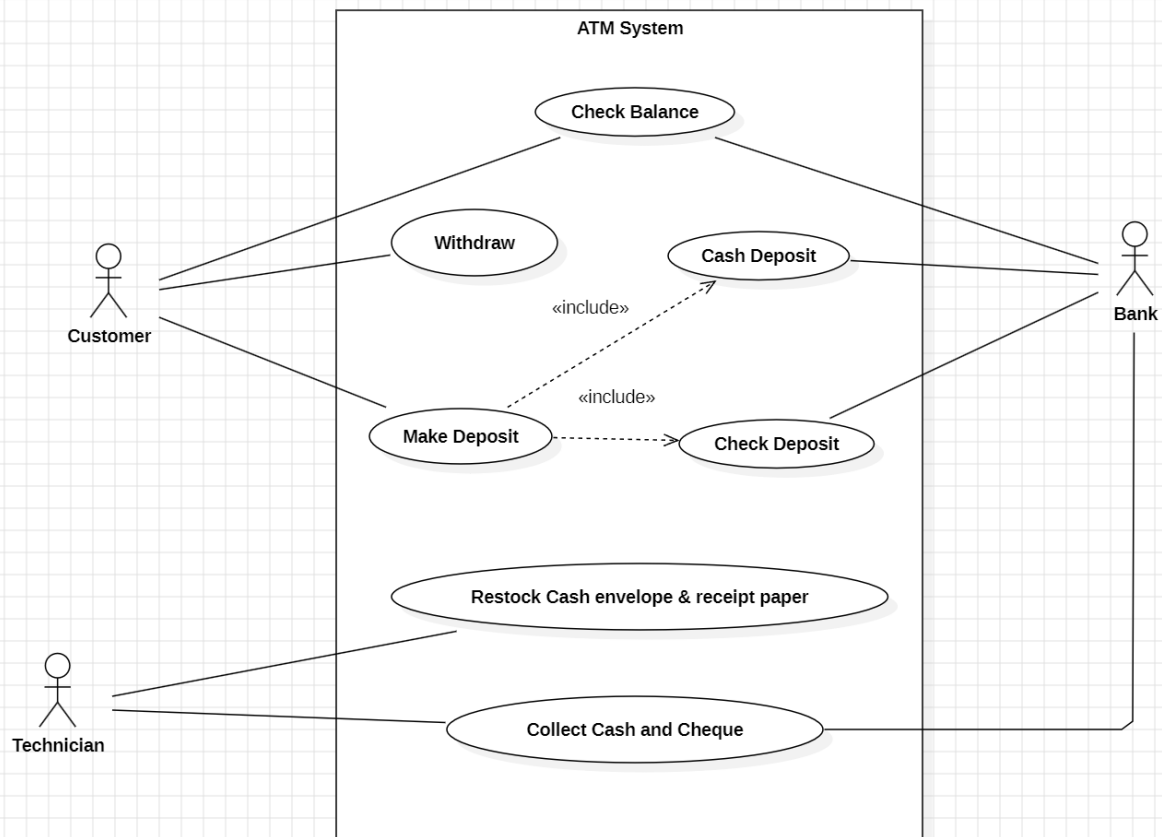 ATM System
Check Balance
Withdraw
Cash Deposit
«include»
Customer
Bank
«include»
Make Deposit
Check Deposit
Restock Cash envelope & receipt paper
Technician
Collect Cash and Cheque